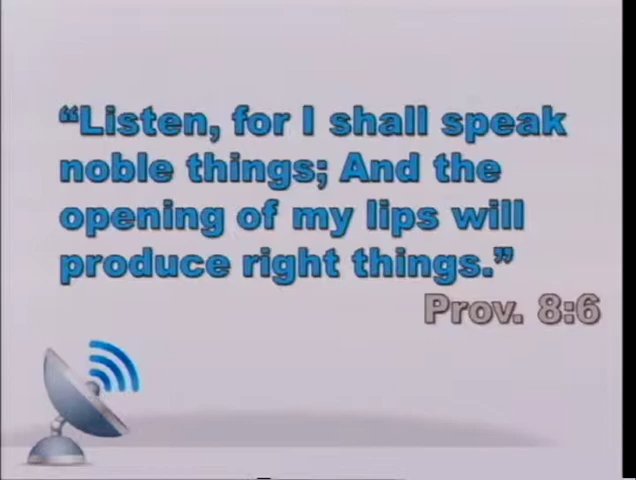 “Listen, for I shall speak
noble things; And the
opening of my lips will
produce right things.”
Prov. 8:6